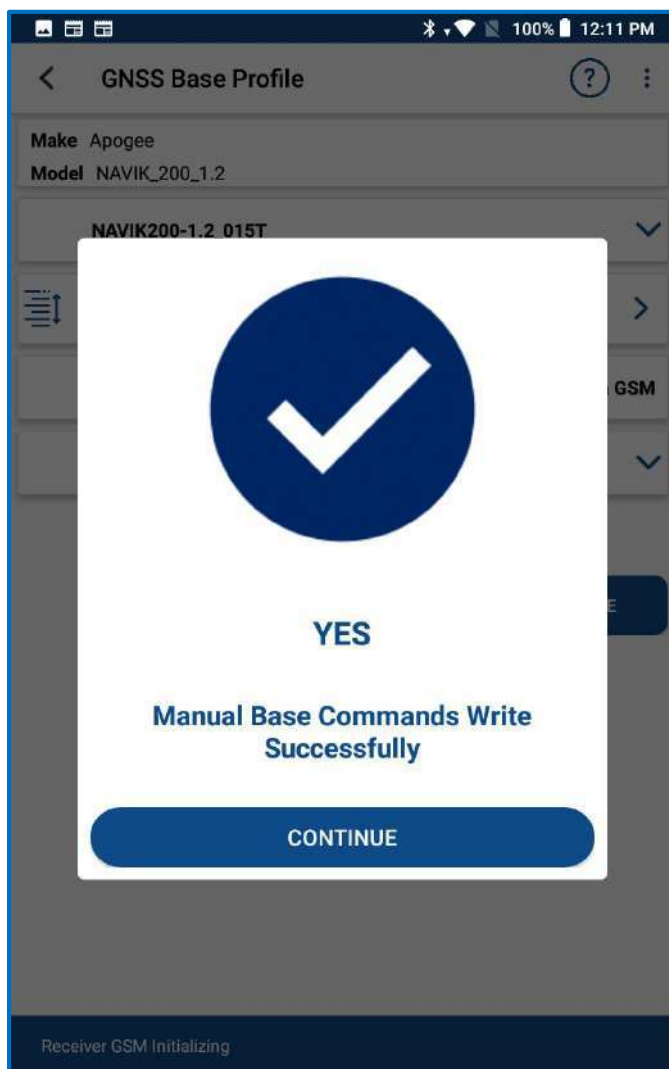 100% 12:11 PM
GNSS Base Profile ?
Make Apogee
Model NAVIK_200_1.2
NAVIK200-1.2_015T
GSM
YES
Manual Base Commands Write
Successfully
CONTINUE
Receiver GSM Initializing